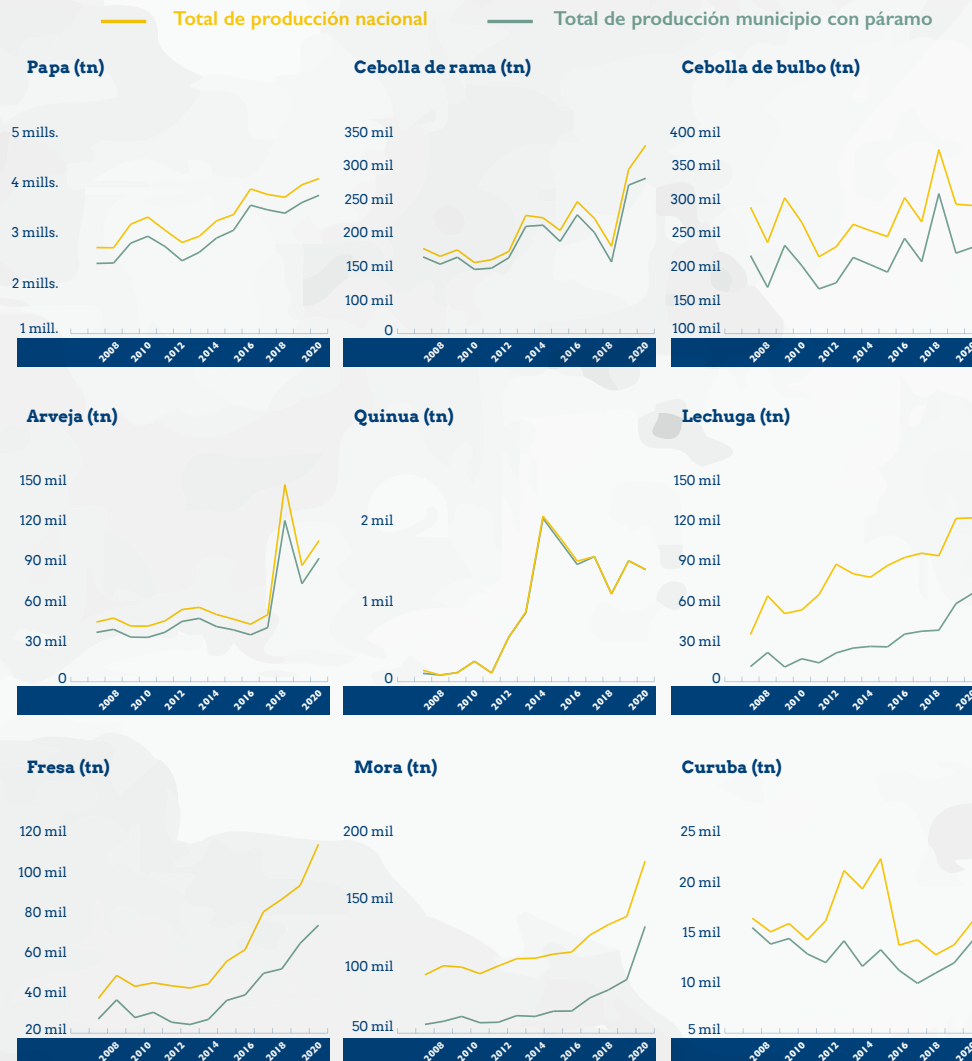 Total de producción nacional Total de producción municipio con páramo
Papa (tn)
5 mills.
4 mills.
3 mills.
2 mills.
1 mill.
2008 2010 2012 2014 2016 2018 2020
Cebolla de rama (tn)
350 mil
300 mil
250 mil
200 mil
150 mil
100 mil
0
2008 2010 2012 2014 2016 2018 2020
Cebolla de bulbo (tn)
400 mil
350 mil
300 mil
250 mil
200 mil
150 mil
100 mil
2008 2010 2012 2014 2016 2018 2020
Arveja (tn)
150 mil
120 mil
90 mil
60 mil
30 mil
0
2008 2010 2012 2014 2016 2018 2020
Quinua (tn)
2 mil
1 mil
0
2008 2010 2012 2014 2016 2018 2020
Lechuga (tn)
150 mil
120 mil
90 mil
60 mil
30 mil
0
2008 2010 2012 2014 2016 2018 2020
Fresa (tn)
120 mil
100 mil
80 mil
60 mil
40 mil
20 mil
2008 2010 2012 2014 2016 2018 2020
Mora (tn)
200 mil
150 mil
100 mil
50 mil
2008 2010 2012 2014 2016 2018 2020
Curuba (tn)
25 mil
20 mil
15 mil
10 mil
5 mil
2008 2010 2012 2014 2016 2018 2020